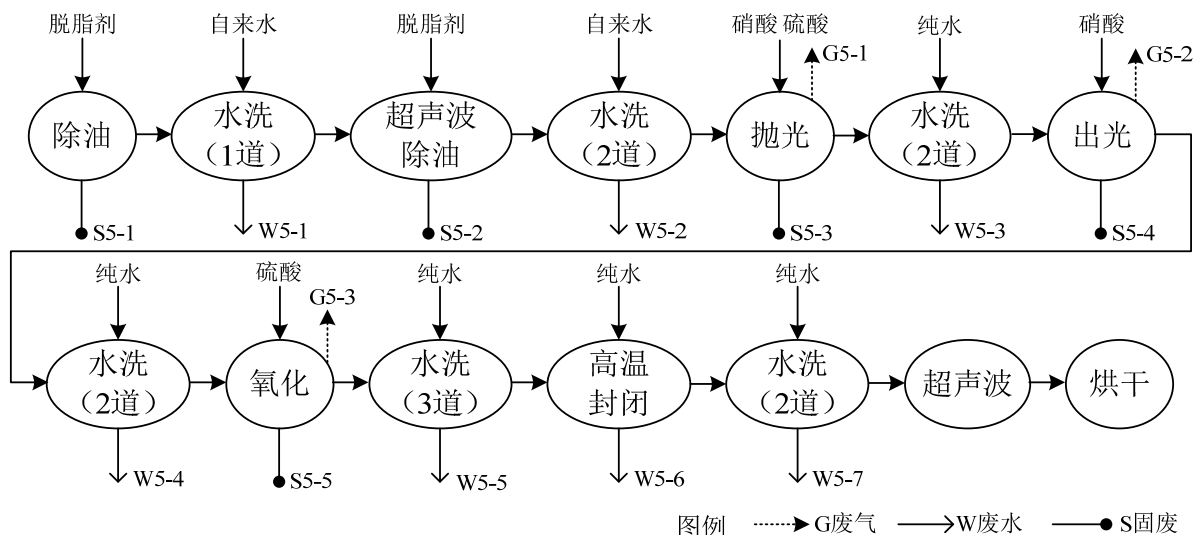 脱脂剂
自来水
脱脂剂
自来水
硝酸 硫酸
G5-1
纯水
硝酸
G5-2
除油
水洗
（1道）
超声波
除油
水洗
（2道）
抛光
水洗
（2道）
出光
S5-1
W5-1
S5-2
W5-2
S5-3
W5-3
S5-4
纯水
硫酸
G5-3
纯水
纯水
纯水
水洗
（2道）
氧化
水洗
（3道）
高温
封闭
水洗
（2道）
超声波
烘干
W5-4
S5-5
W5-5
W5-6
W5-7
图例
G废气
W废水
S固废